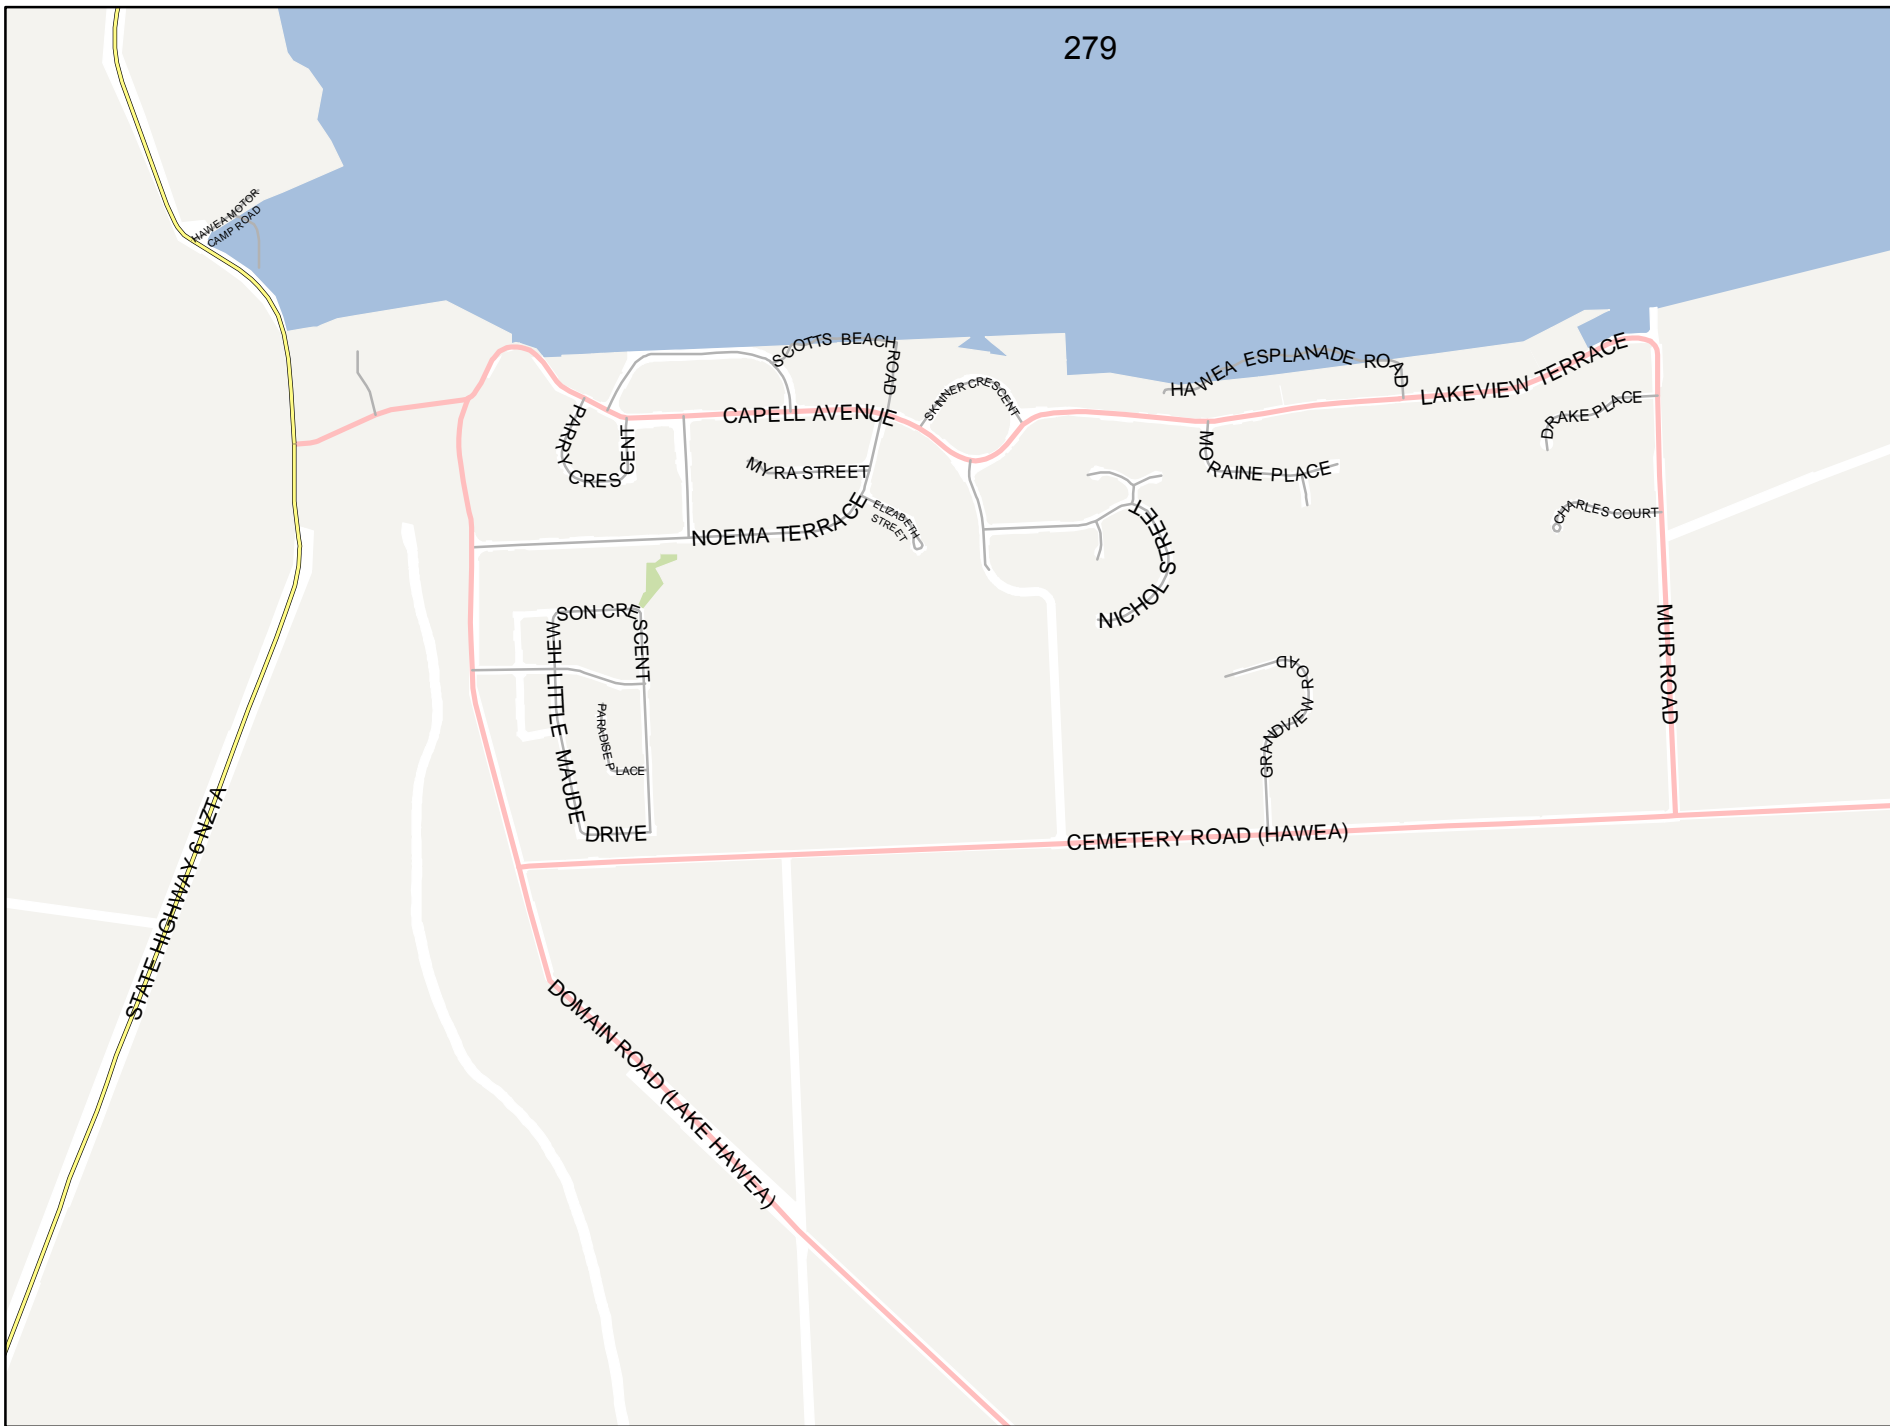 279
HAWEA MOTOR
CAMP ROAD
SCOTTS BEACH ROAD
HAWEA ESPLANADE ROAD
LAKEVIEW TERRACE
SKINNER CRESCENT
CAPELL AVENUE
PARRY CRESCENT
DRAKE PLACE
MORAINE PLACE
MYRA STREET
NOEMA TERRACE
ELIZABETH
STREET
CHARLES COURT
NICHOL STREET
HEWSON CRESCENT
LITTLE MAUDE DRIVE
PARADISE PLACE
GRANDVIEW ROAD
MUIR ROAD
CEMETERY ROAD (HAWEA)
STATE HIGHWAY 6 NZTA
DOMAIN ROAD (LAKE HAWEA)